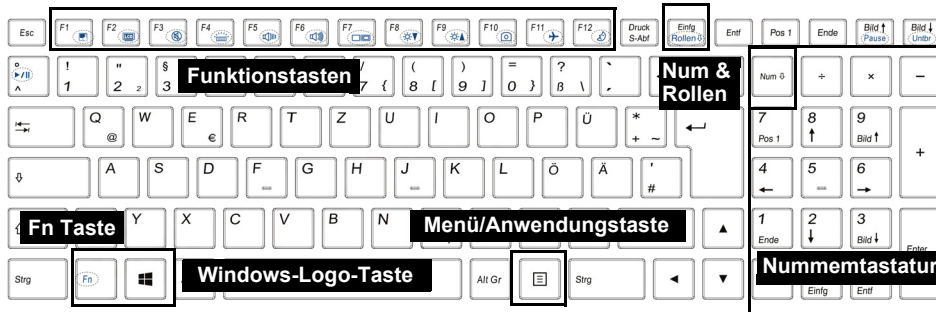 Esc F1 F2 F3 F4 F5 F6 F7 F8 F9 F10 F11 F12 Druck Einfg Entf Pos 1 Ende Bild Bild
S-Abf Rollen Pause Untbr
° ! " § Funktionstasten / ( ) = ? ` Num & Num ÷ × −
^ 1 2 2 3 7 { 8 [ 9 ] 0 } ß \ ´ Rollen
Q W E R T Z U I O P Ü * 7 8 9
@ € + ~ Pos 1 Bild
A S D F G H J K L Ö Ä ' 4 5 6 +
#
Fn Taste Y X C V B N Menü/Anwendungstaste 1 2 3
Ende Bild Enter
Strg Fn Windows-Logo-Taste Alt Gr Strg Nummemtastatur
Einfg Entf